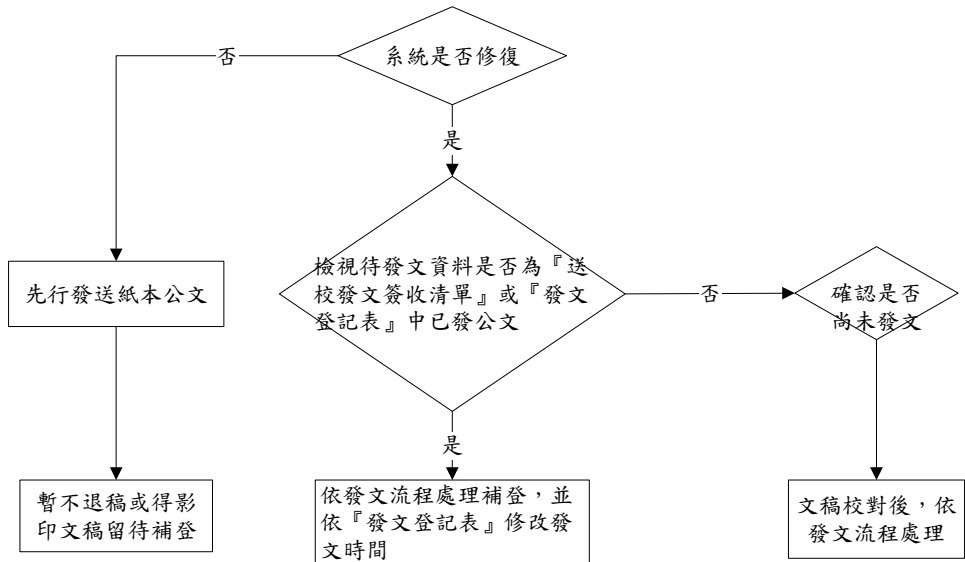 系統是否修復
否
是
檢視待發文資料是否為『送
校發文簽收清單』或『發文
登記表』中已發公文
否
確認是否
尚未發文
先行發送紙本公文
是
暫不退稿或得影
印文稿留待補登
依發文流程處理補登，並
依『發文登記表』修改發
文時間
文稿校對後，依
發文流程處理